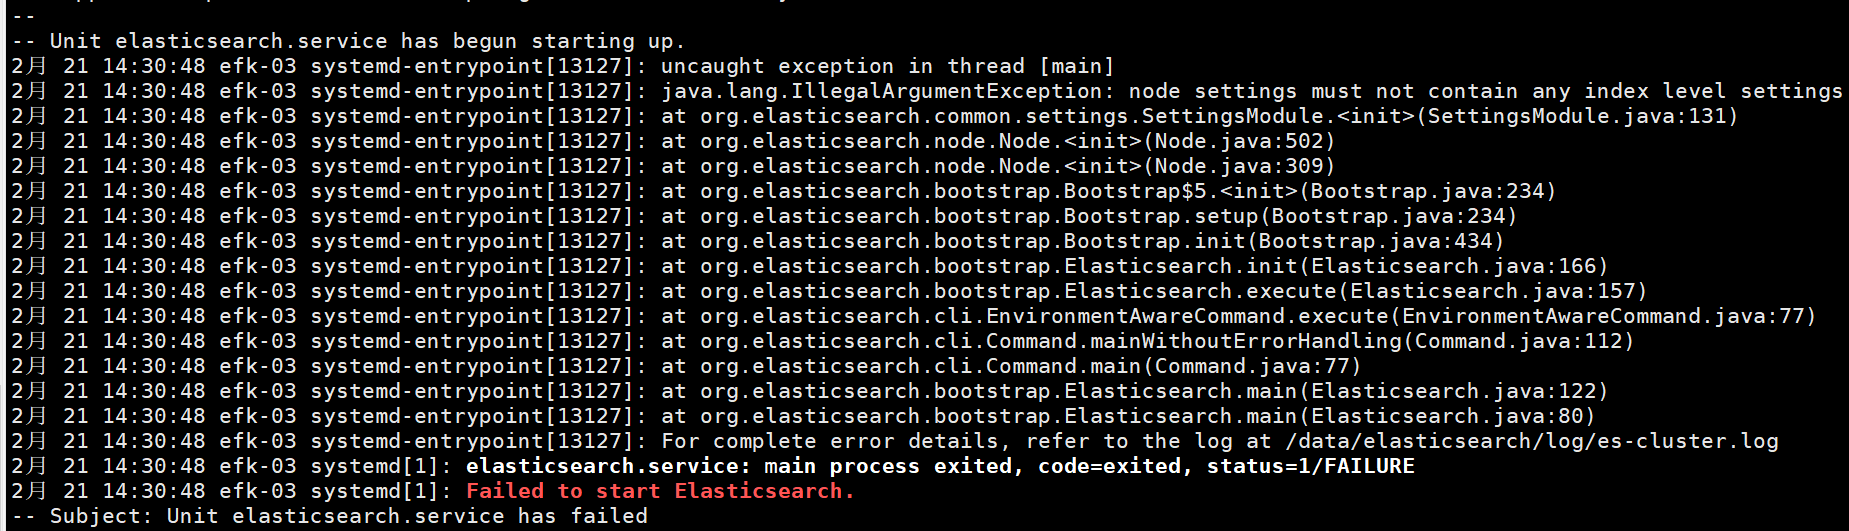 --
-- Unit elasticsearch.service has begun starting up.
2月 21 14:30:48 efk-03 systemd-entrypoint[13127]: uncaught exception in thread [main]
2月 21 14:30:48 efk-03 systemd-entrypoint[13127]: java.lang.IllegalArgumentException: node settings must not contain any index level settings
2月 21 14:30:48 efk-03 systemd-entrypoint[13127]: at org.elasticsearch.common.settings.SettingsModule.<init>(SettingsModule.java:131)
2月 21 14:30:48 efk-03 systemd-entrypoint[13127]: at org.elasticsearch.node.Node.<init>(Node.java:502)
2月 21 14:30:48 efk-03 systemd-entrypoint[13127]: at org.elasticsearch.node.Node.<init>(Node.java:309)
2月 21 14:30:48 efk-03 systemd-entrypoint[13127]: at org.elasticsearch.bootstrap.Bootstrap$5.<init>(Bootstrap.java:234)
2月 21 14:30:48 efk-03 systemd-entrypoint[13127]: at org.elasticsearch.bootstrap.Bootstrap.setup(Bootstrap.java:234)
2月 21 14:30:48 efk-03 systemd-entrypoint[13127]: at org.elasticsearch.bootstrap.Bootstrap.init(Bootstrap.java:434)
2月 21 14:30:48 efk-03 systemd-entrypoint[13127]: at org.elasticsearch.bootstrap.Elasticsearch.init(Elasticsearch.java:166)
2月 21 14:30:48 efk-03 systemd-entrypoint[13127]: at org.elasticsearch.bootstrap.Elasticsearch.execute(Elasticsearch.java:157)
2月 21 14:30:48 efk-03 systemd-entrypoint[13127]: at org.elasticsearch.cli.EnvironmentAwareCommand.execute(EnvironmentAwareCommand.java:77)
2月 21 14:30:48 efk-03 systemd-entrypoint[13127]: at org.elasticsearch.cli.Command.mainWithoutErrorHandling(Command.java:112)
2月 21 14:30:48 efk-03 systemd-entrypoint[13127]: at org.elasticsearch.cli.Command.main(Command.java:77)
2月 21 14:30:48 efk-03 systemd-entrypoint[13127]: at org.elasticsearch.bootstrap.Elasticsearch.main(Elasticsearch.java:122)
2月 21 14:30:48 efk-03 systemd-entrypoint[13127]: at org.elasticsearch.bootstrap.Elasticsearch.main(Elasticsearch.java:80)
2月 21 14:30:48 efk-03 systemd-entrypoint[13127]: For complete error details, refer to the log at /data/elasticsearch/log/es-cluster.log
2月 21 14:30:48 efk-03 systemd[1]: elasticsearch.service: main process exited, code=exited, status=1/FAILURE
2月 21 14:30:48 efk-03 systemd[1]: Failed to start Elasticsearch.
-- Subject: Unit elasticsearch.service has failed